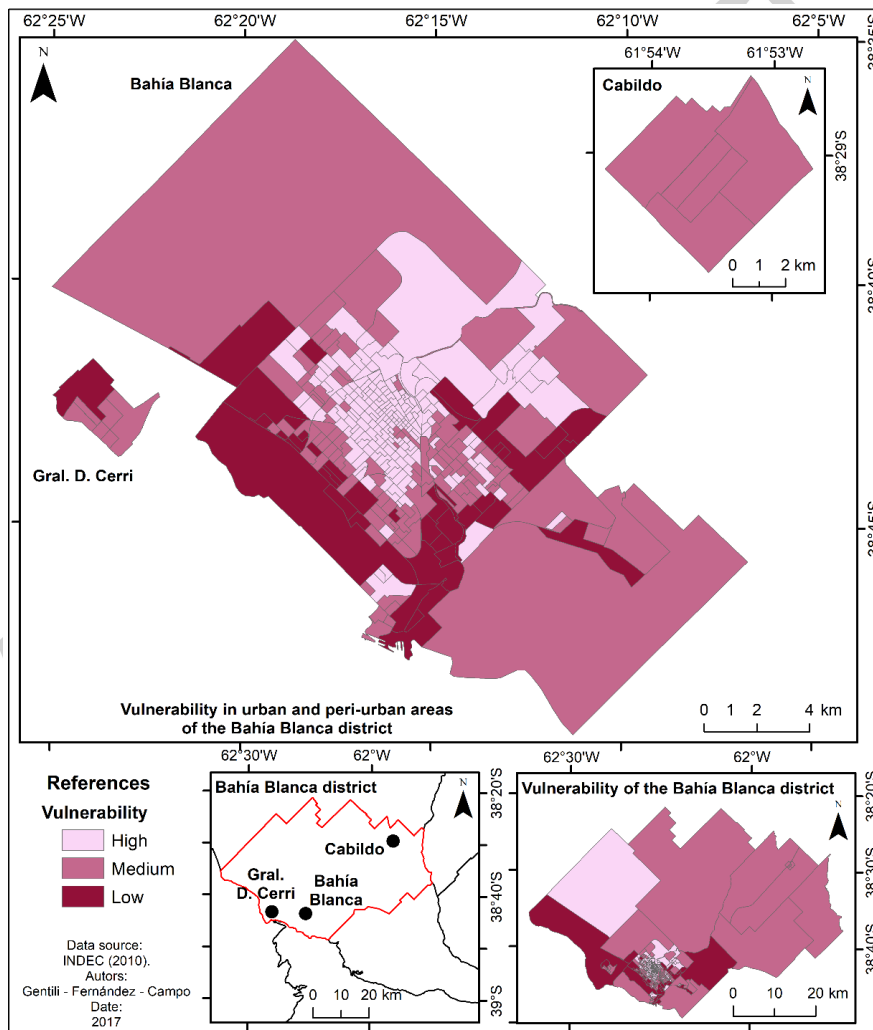 62°25'W 62°20'W 62°15'W 62°10'W 62°5'W
38°35'S
N
Bahía Blanca
61°54'W 61°53'W
Cabildo
N
38°29'S
0 1 2 km
38°40'S
Gral. D. Cerri
38°45'S
Vulnerability in urban and peri-urban areas
of the Bahía Blanca district
0 1 2 4 km
References
Vulnerability
High
Medium
Low
Data source:
INDEC (2010).
Autors:
Gentili - Fernández - Campo
Date:
2017
62°30'W 62°W
Bahía Blanca district
N
38°20'S
Cabildo
Gral.
D. Cerri
Bahía
Blanca
38°40'S
39°S
0 10 20 km
62°30'W 62°W
Vulnerability of the Bahía Blanca district
N
38°20'S
38°30'S
38°40'S
0 10 20 km